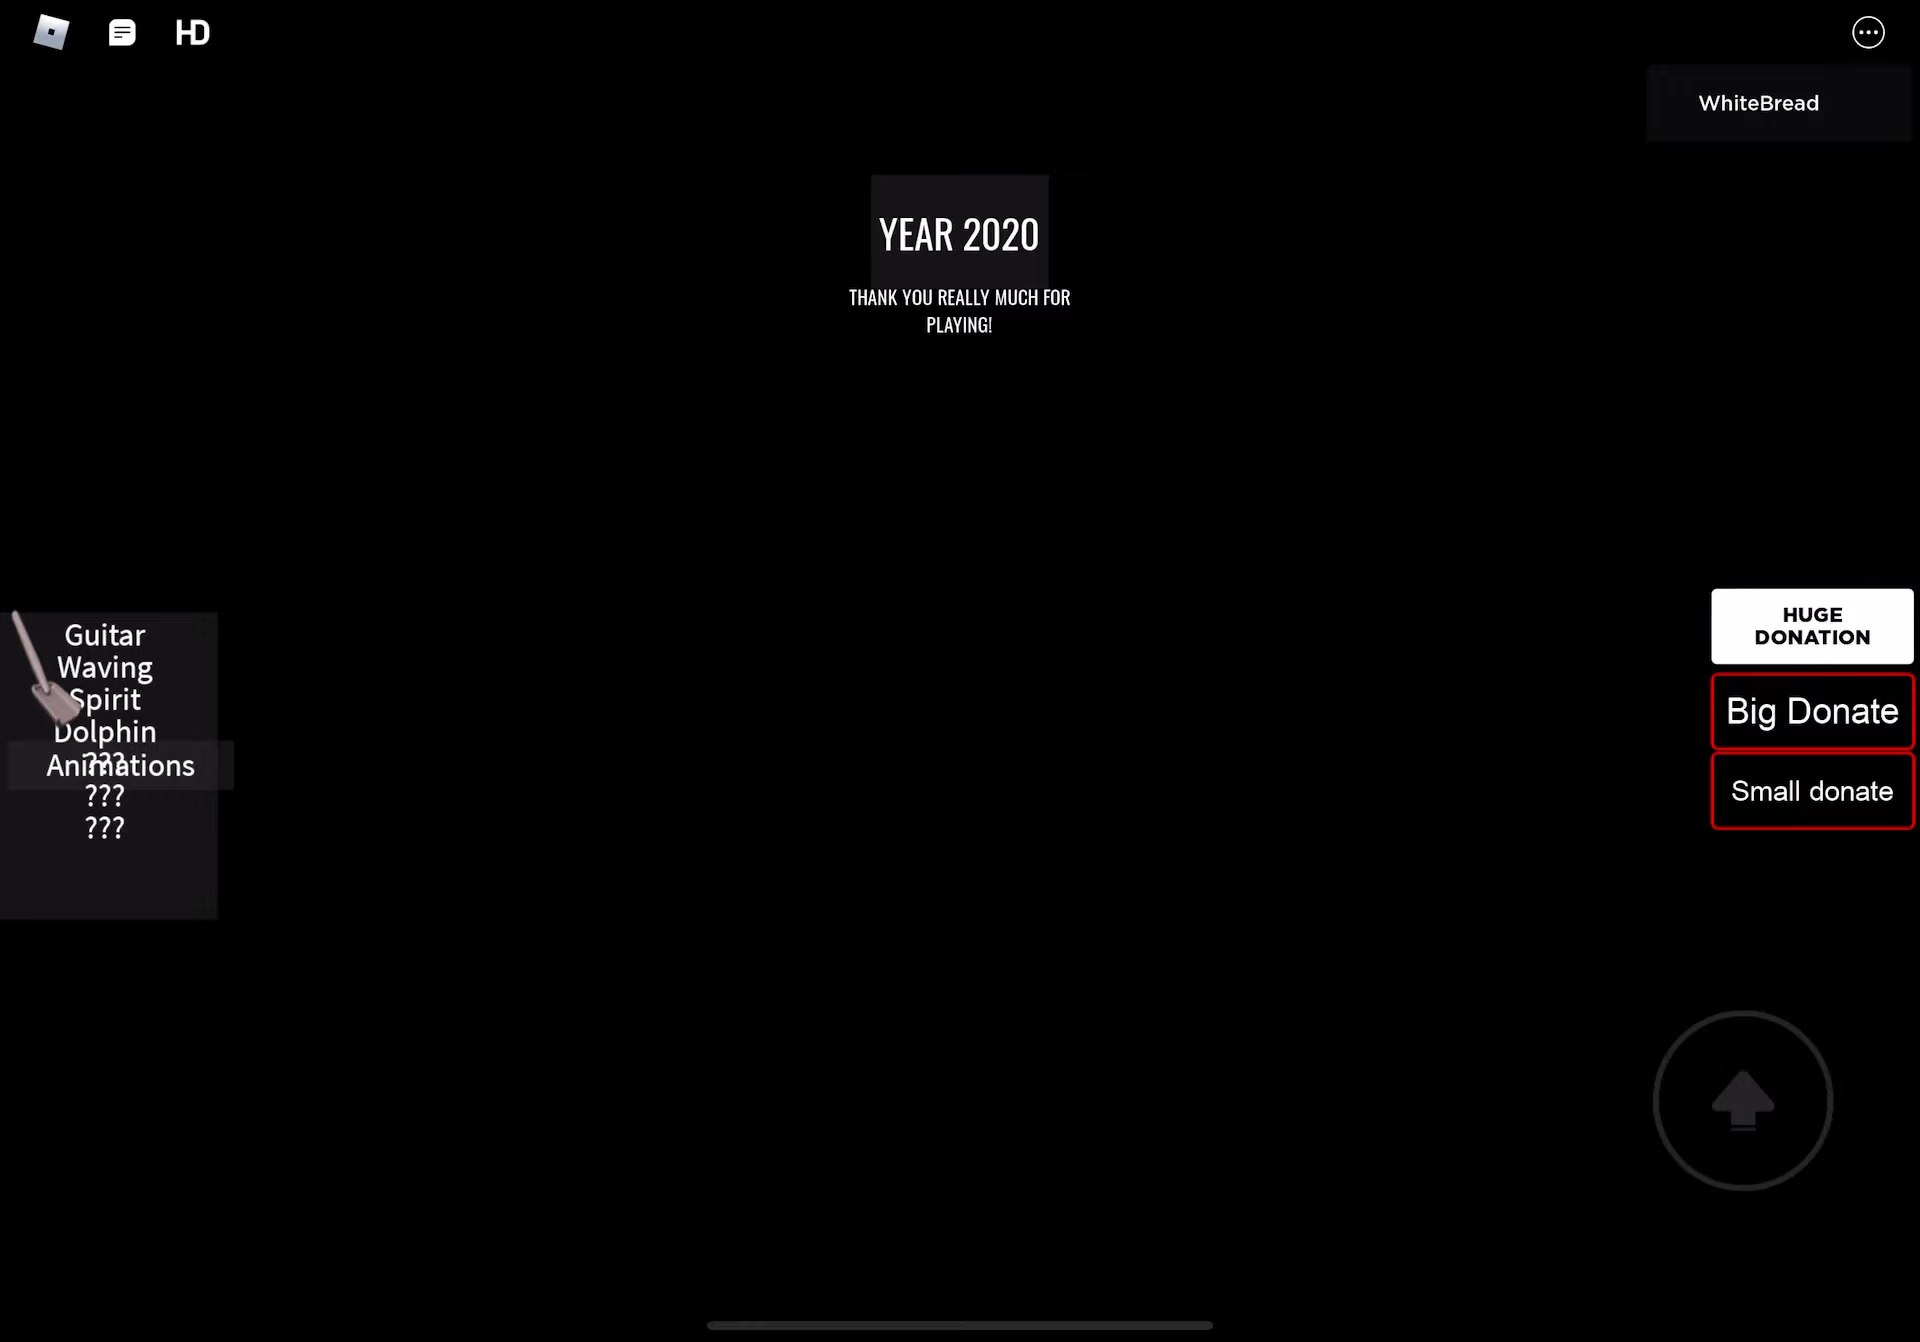 HD
WhiteBread
YEAR 2020
THANK YOU REALLY MUCH FOR
PLAYING!
Guitar
Waving
Spirit
Dolphin
???
Animations
???
???
HUGE
DONATION
Big Donate
Small donate